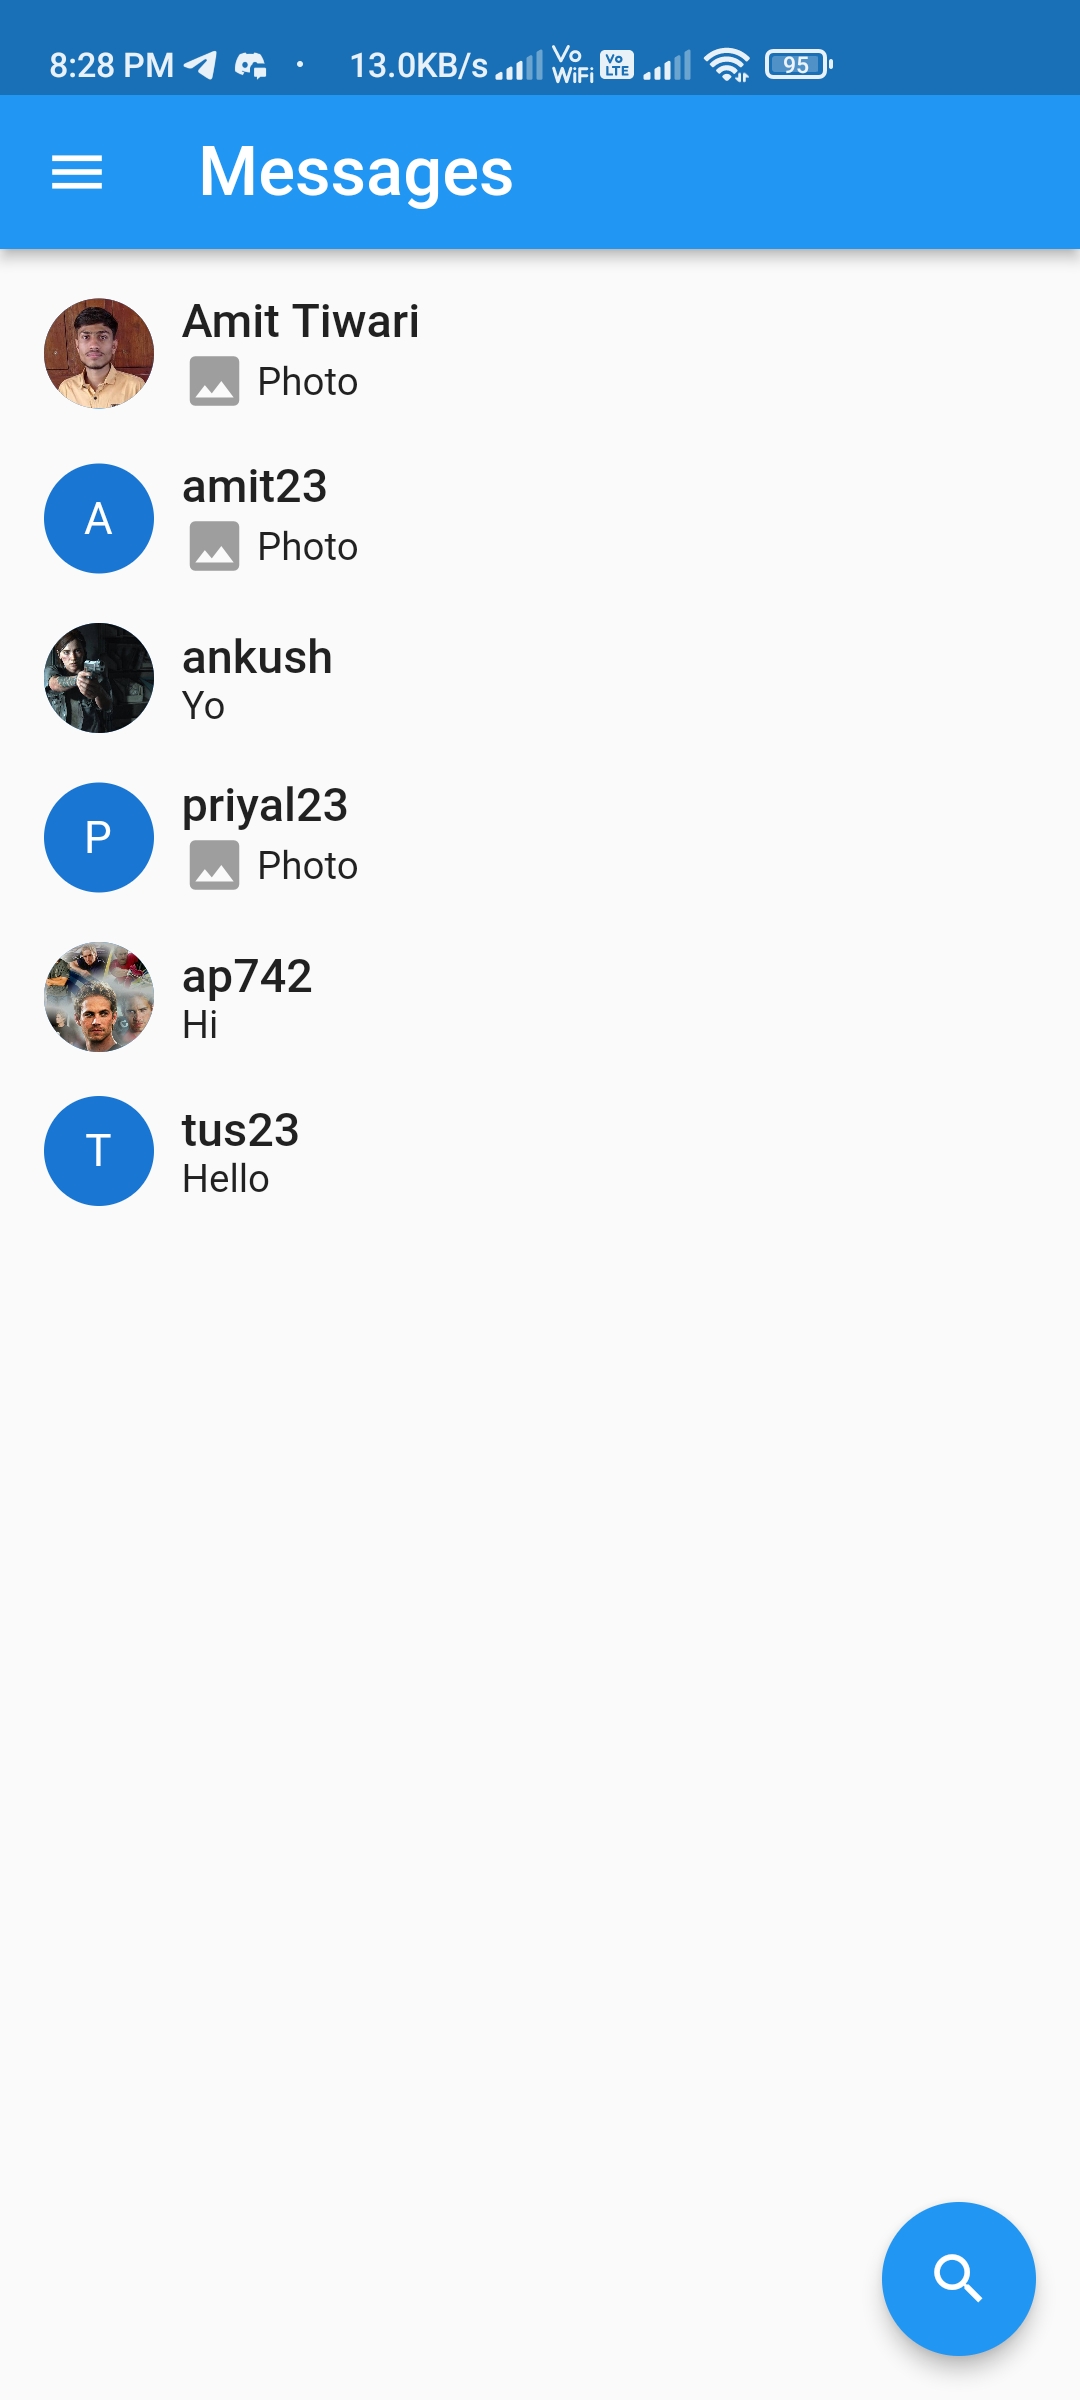 8:28 PM 13.0KB/s Vo WiFi Vo LTE 95
Messages
Amit Tiwari
Photo
A
amit23
Photo
ankush
Yo
P
priyal23
Photo
ap742
Hi
T
tus23
Hello